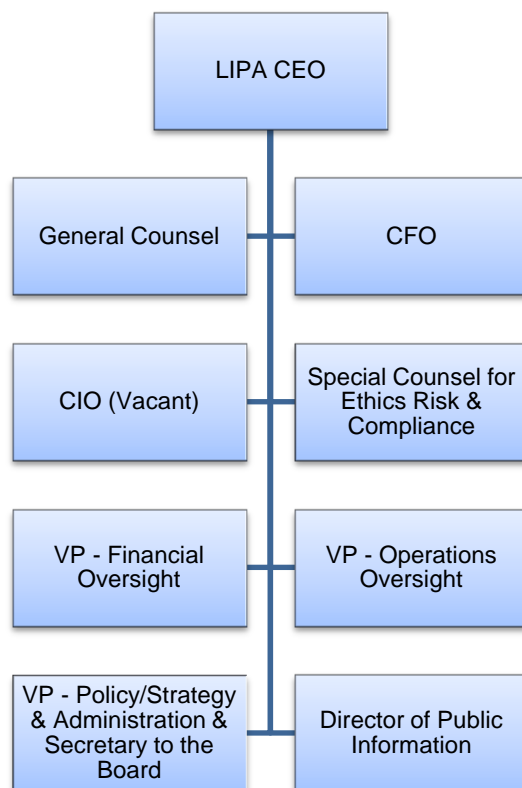 LIPA CEO
General Counsel
CFO
CIO (Vacant)
Special Counsel for
Ethics Risk &
Compliance
VP - Financial
Oversight
VP - Operations
Oversight
VP - Policy/Strategy
& Administration &
Secretary to the
Board
Director of Public
Information